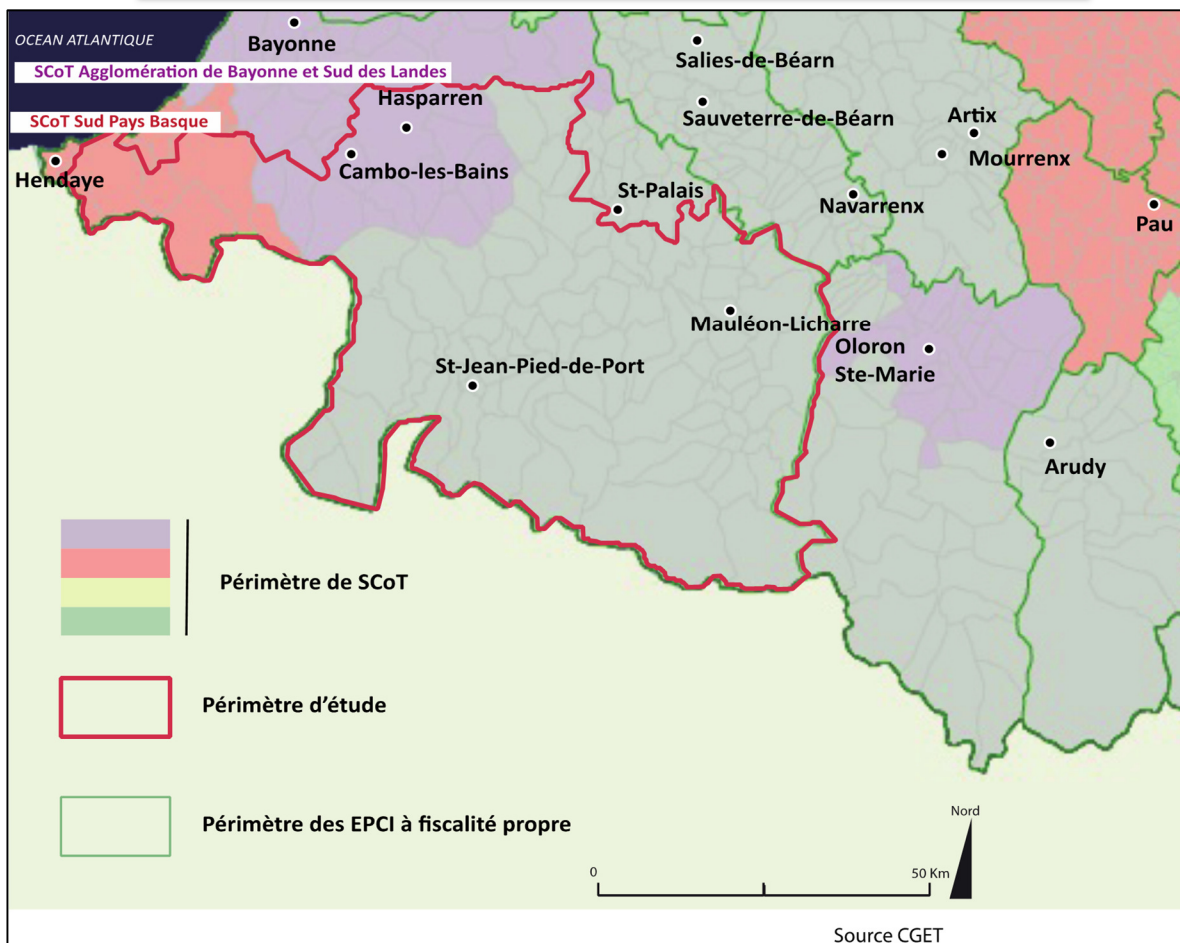 OCEAN ATLANTIQUE
Bayonne
SCoT Agglomération de Bayonne et Sud des Landes
Salies-de-Béarn
Hasparren
SCoT Sud Pays Basque
Sauveterre-de-Béarn
Artix
Mourrenx
Hendaye
Cambo-les-Bains
St-Palais
Navarrenx
Pau
Mauléon-Licharre
Oloron
Ste-Marie
St-Jean-Pied-de-Port
Arudy
Périmètre de SCoT
Périmètre d'étude
Périmètre des EPCI à fiscalité propre
Nord
0
50 Km
Source CGET